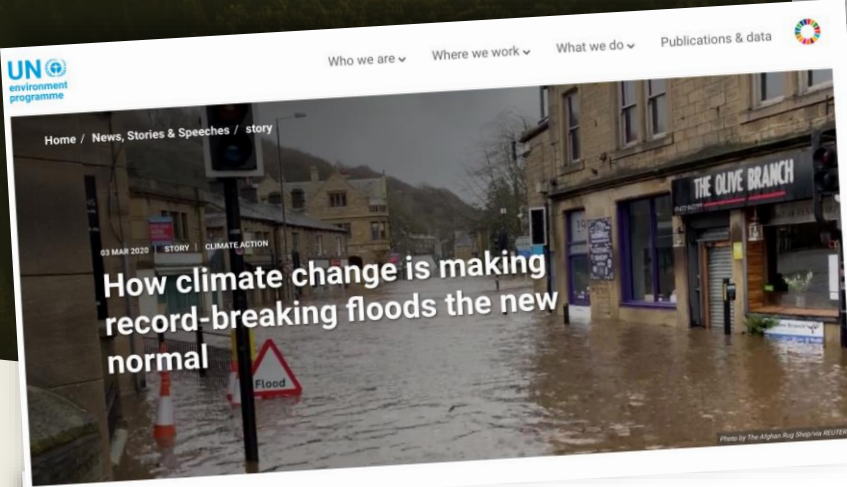 UN
environment
programme
Who we are
Where we work
What we do
Publications & data
Home / News, Stories & Speeches / story
03 MAR 2020 | STORY | CLIMATE ACTION
How climate change is making
record-breaking floods the new
normal
THE OLIVE BRANCH
Flood
Photo by The Afghan Rug Shop/via REUTERS